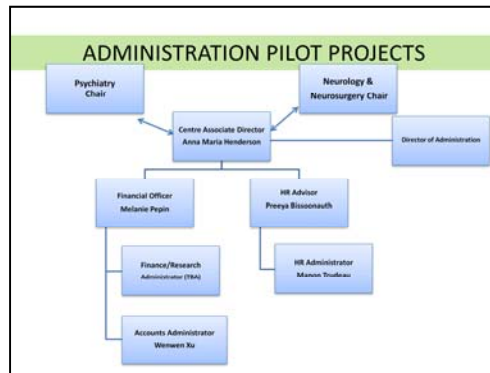 ADMINISTRATION PILOT PROJECTS
Psychiatry
Chair
Neurology &
Neurosurgery Chair
Centre Associate Director
Anna Maria Henderson
Director of Administration
Financial Officer
Melanie Pepin
HR Advisor
Preeya Bissoonauth
Finance/Research
Administrator (TBA)
HR Administrator
Manon Trudeau
Accounts Administrator
Wenwen Xu